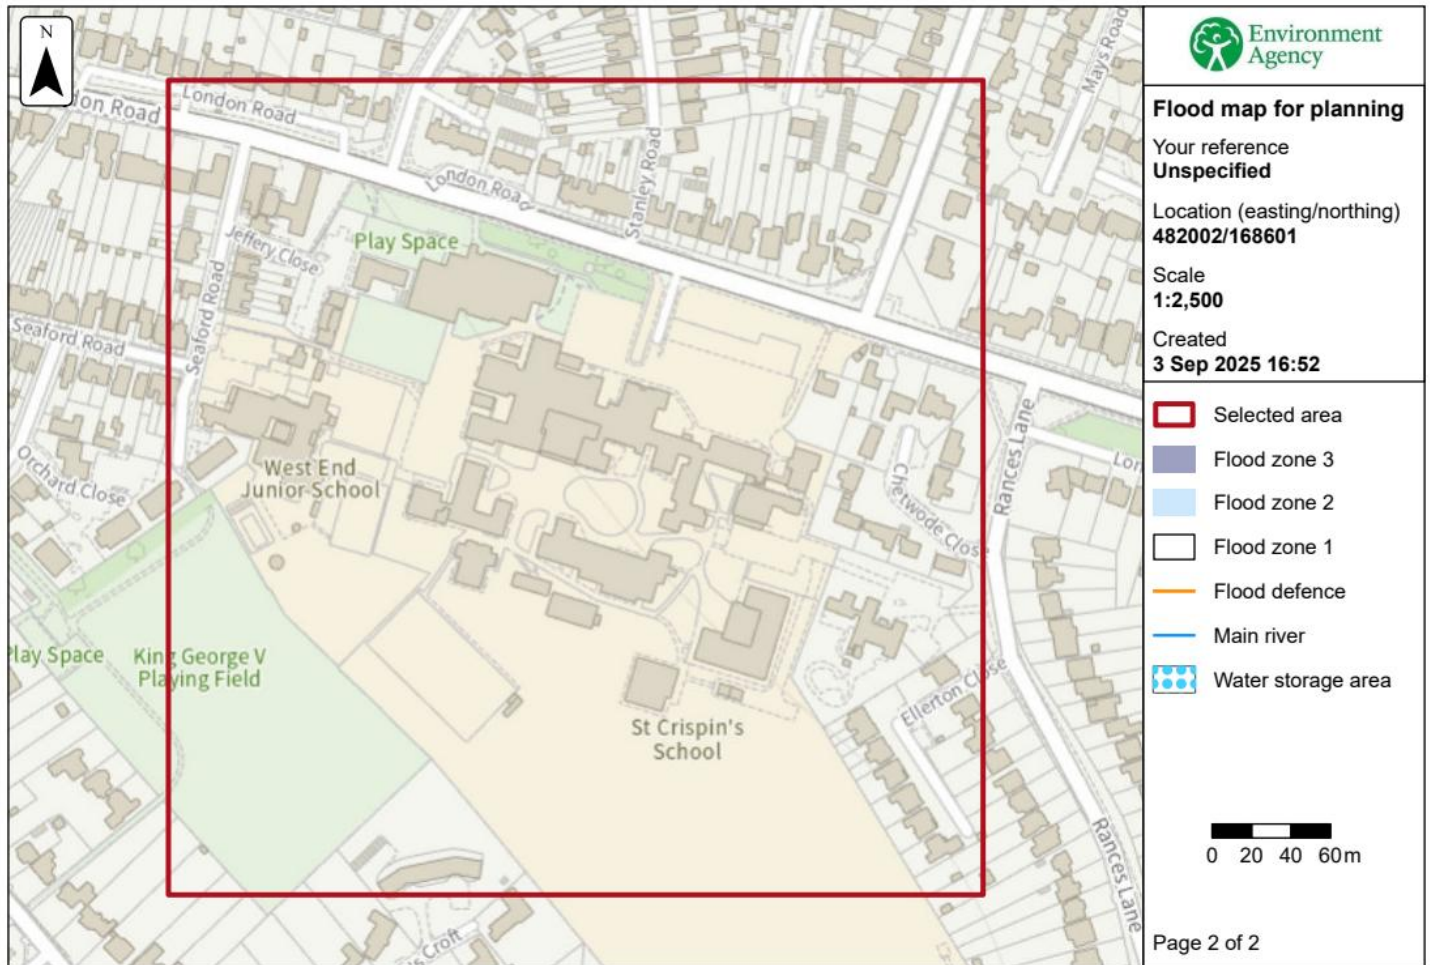 N
Mays Road
London Road
don Road
London Road
Stanley Road
Play Space
Jeffery Close
Seaford Road
Seaford Road
West End
Junior School
Orchard Close
Rances Lane
Lon
Chetwode Close
Play Space
King George V
Playing Field
St Crispin's
School
Ellerton Close
Rances Lane
Croft
Environment
Agency
Flood map for planning
Your reference
Unspecified
Location (easting/northing)
482002/168601
Scale
1:2,500
Created
3 Sep 2025 16:52
Selected area
Flood zone 3
Flood zone 2
Flood zone 1
Flood defence
Main river
Water storage area
0 20 40 60m
Page 2 of 2